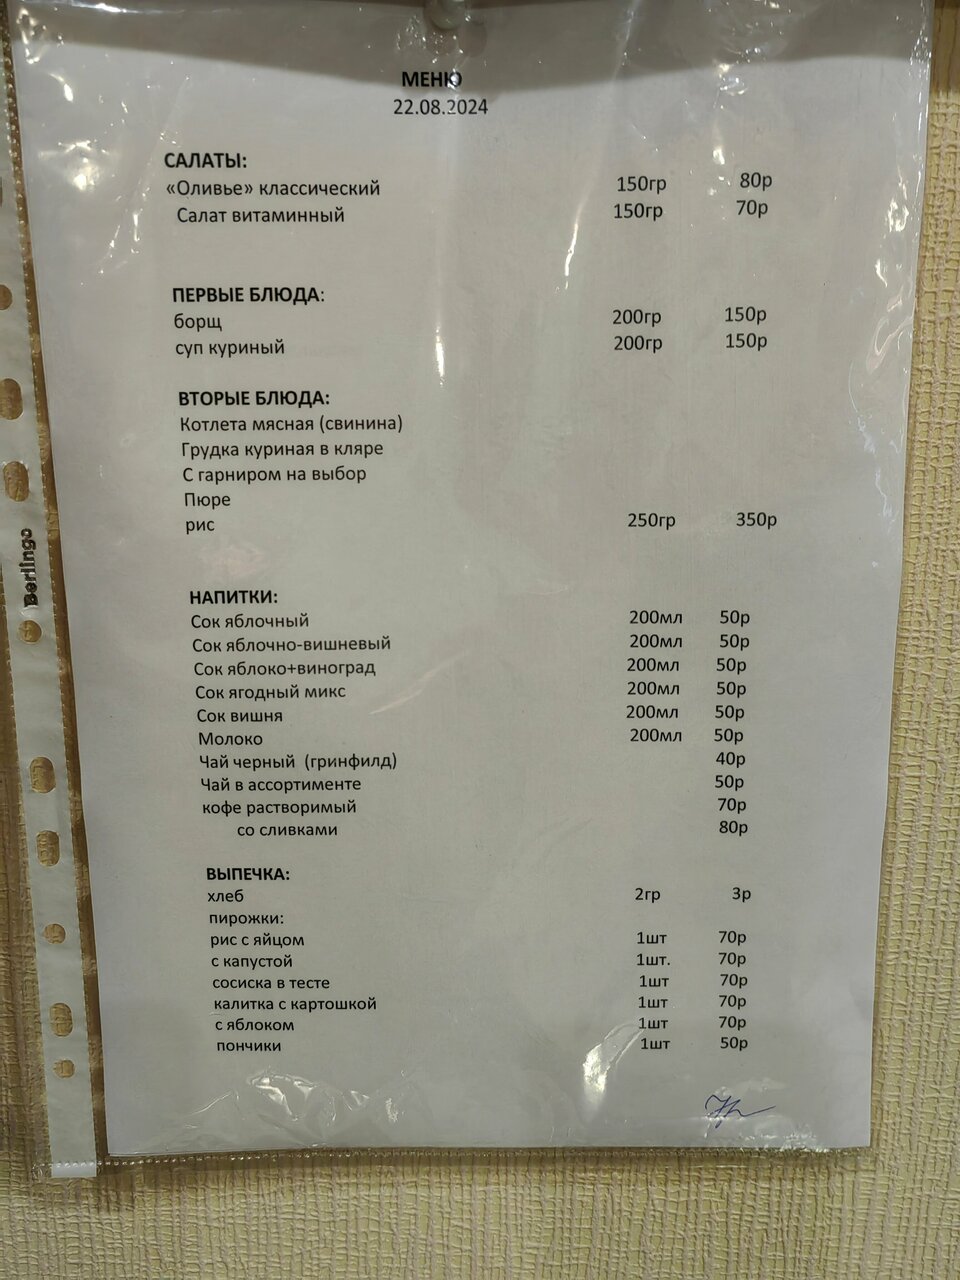 МЕНЮ
22.08.2024
САЛАТЫ:
«Оливье» классический 150гр 80р
Салат витаминный 150гр 70р
ПЕРВЫЕ БЛЮДА:
борщ 200гр 150р
суп куриный 200гр 150р
ВТОРЫЕ БЛЮДА:
Котлета мясная (свинина)
Грудка куриная в кляре
С гарниром на выбор
Пюре
рис 250гр 350р
НАПИТКИ:
Сок яблочный 200мл 50р
Сок яблочно-вишневый 200мл 50р
Сок яблоко+виноград 200мл 50р
Сок ягодный микс 200мл 50р
Сок вишня 200мл 50р
Молоко 200мл 50р
Чай черный (гринфилд) 40р
Чай в ассортименте 50р
кофе растворимый 70р
со сливками 80р
ВЫПЕЧКА:
хлеб 2гр 3р
пирожки:
рис с яйцом 1шт 70р
с капустой 1шт. 70р
сосиска в тесте 1шт 70р
калитка с картошкой 1шт 70р
с яблоком 1шт 70р
пончики 1шт 50р
Berlingo